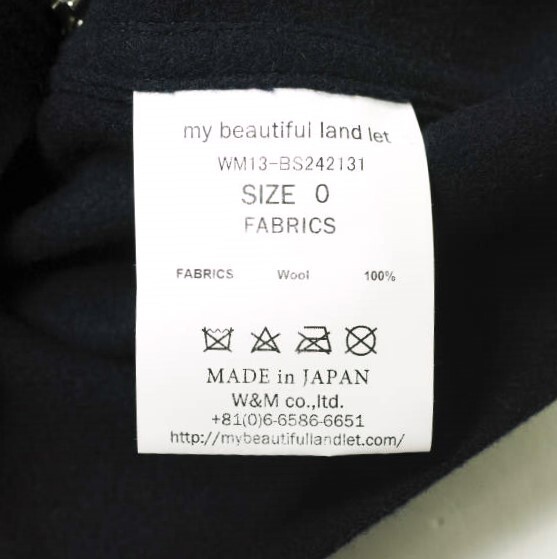 my beautiful land let
WM13-BS242131
SIZE 0
FABRICS
FABRICS Wool 100%
MADE in JAPAN
W&M co.,ltd.
+81(0)6-6586-6651
http://mybeautifullandlet.com/